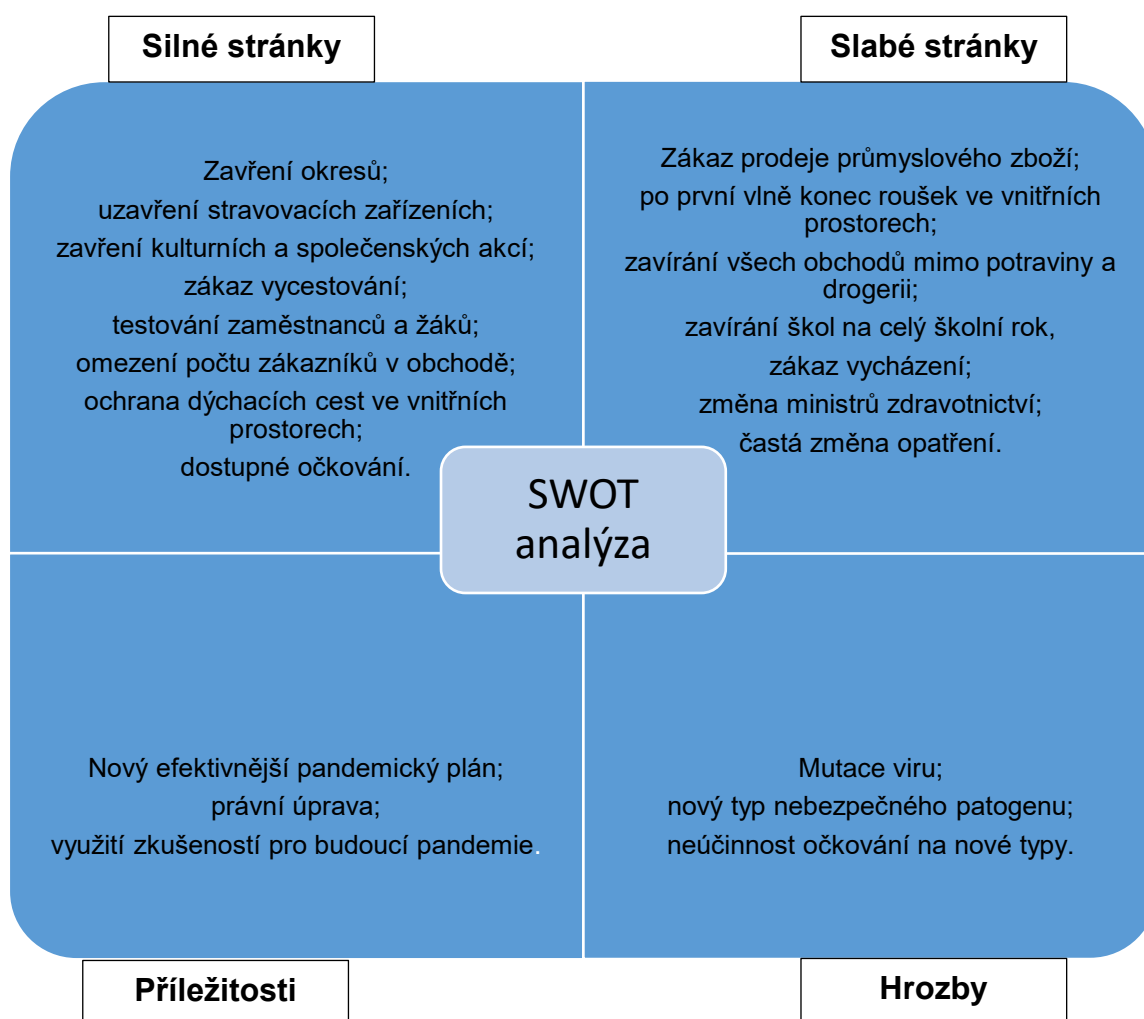 Silné stránky
Slabé stránky
Zavření okresů;
uzavření stravovacích zařízeních;
zavření kulturních a společenských akcí;
zákaz vycestování;
testování zaměstnanců a žáků;
omezení počtu zákazníků v obchodě;
ochrana dýchacích cest ve vnitřních
prostorech;
dostupné očkování.
Zákaz prodeje průmyslového zboží;
po první vlně konec roušek ve vnitřních
prostorech;
zavírání všech obchodů mimo potraviny a
drogerii;
zavírání škol na celý školní rok,
zákaz vycházení;
změna ministrů zdravotnictví;
častá změna opatření.
SWOT
analýza
Nový efektivnější pandemický plán;
právní úprava;
využití zkušeností pro budoucí pandemie.
Mutace viru;
nový typ nebezpečného patogenu;
neúčinnost očkování na nové typy.
Příležitosti
Hrozby